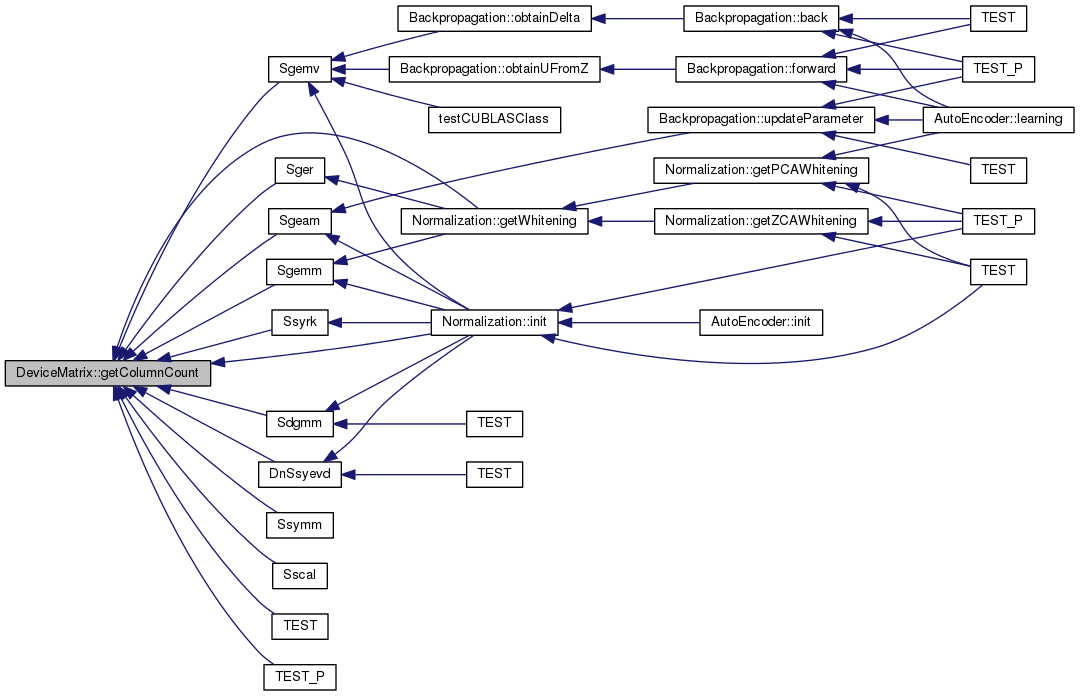 DeviceMatrix::getColumnCount
Sgemv
Sger
Sgeam
Sgemm
Ssyrk
Sdgmm
DnSsyevd
Ssymm
Sscal
TEST
TEST_P
Backpropagation::obtainDelta
Backpropagation::obtainUFromZ
testCUBLASClass
Normalization::getWhitening
Normalization::init
TEST
TEST
Backpropagation::back
Backpropagation::forward
Backpropagation::updateParameter
Normalization::getPCAWhitening
Normalization::getZCAWhitening
AutoEncoder::init
TEST
TEST_P
AutoEncoder::learning
TEST
TEST_P
TEST